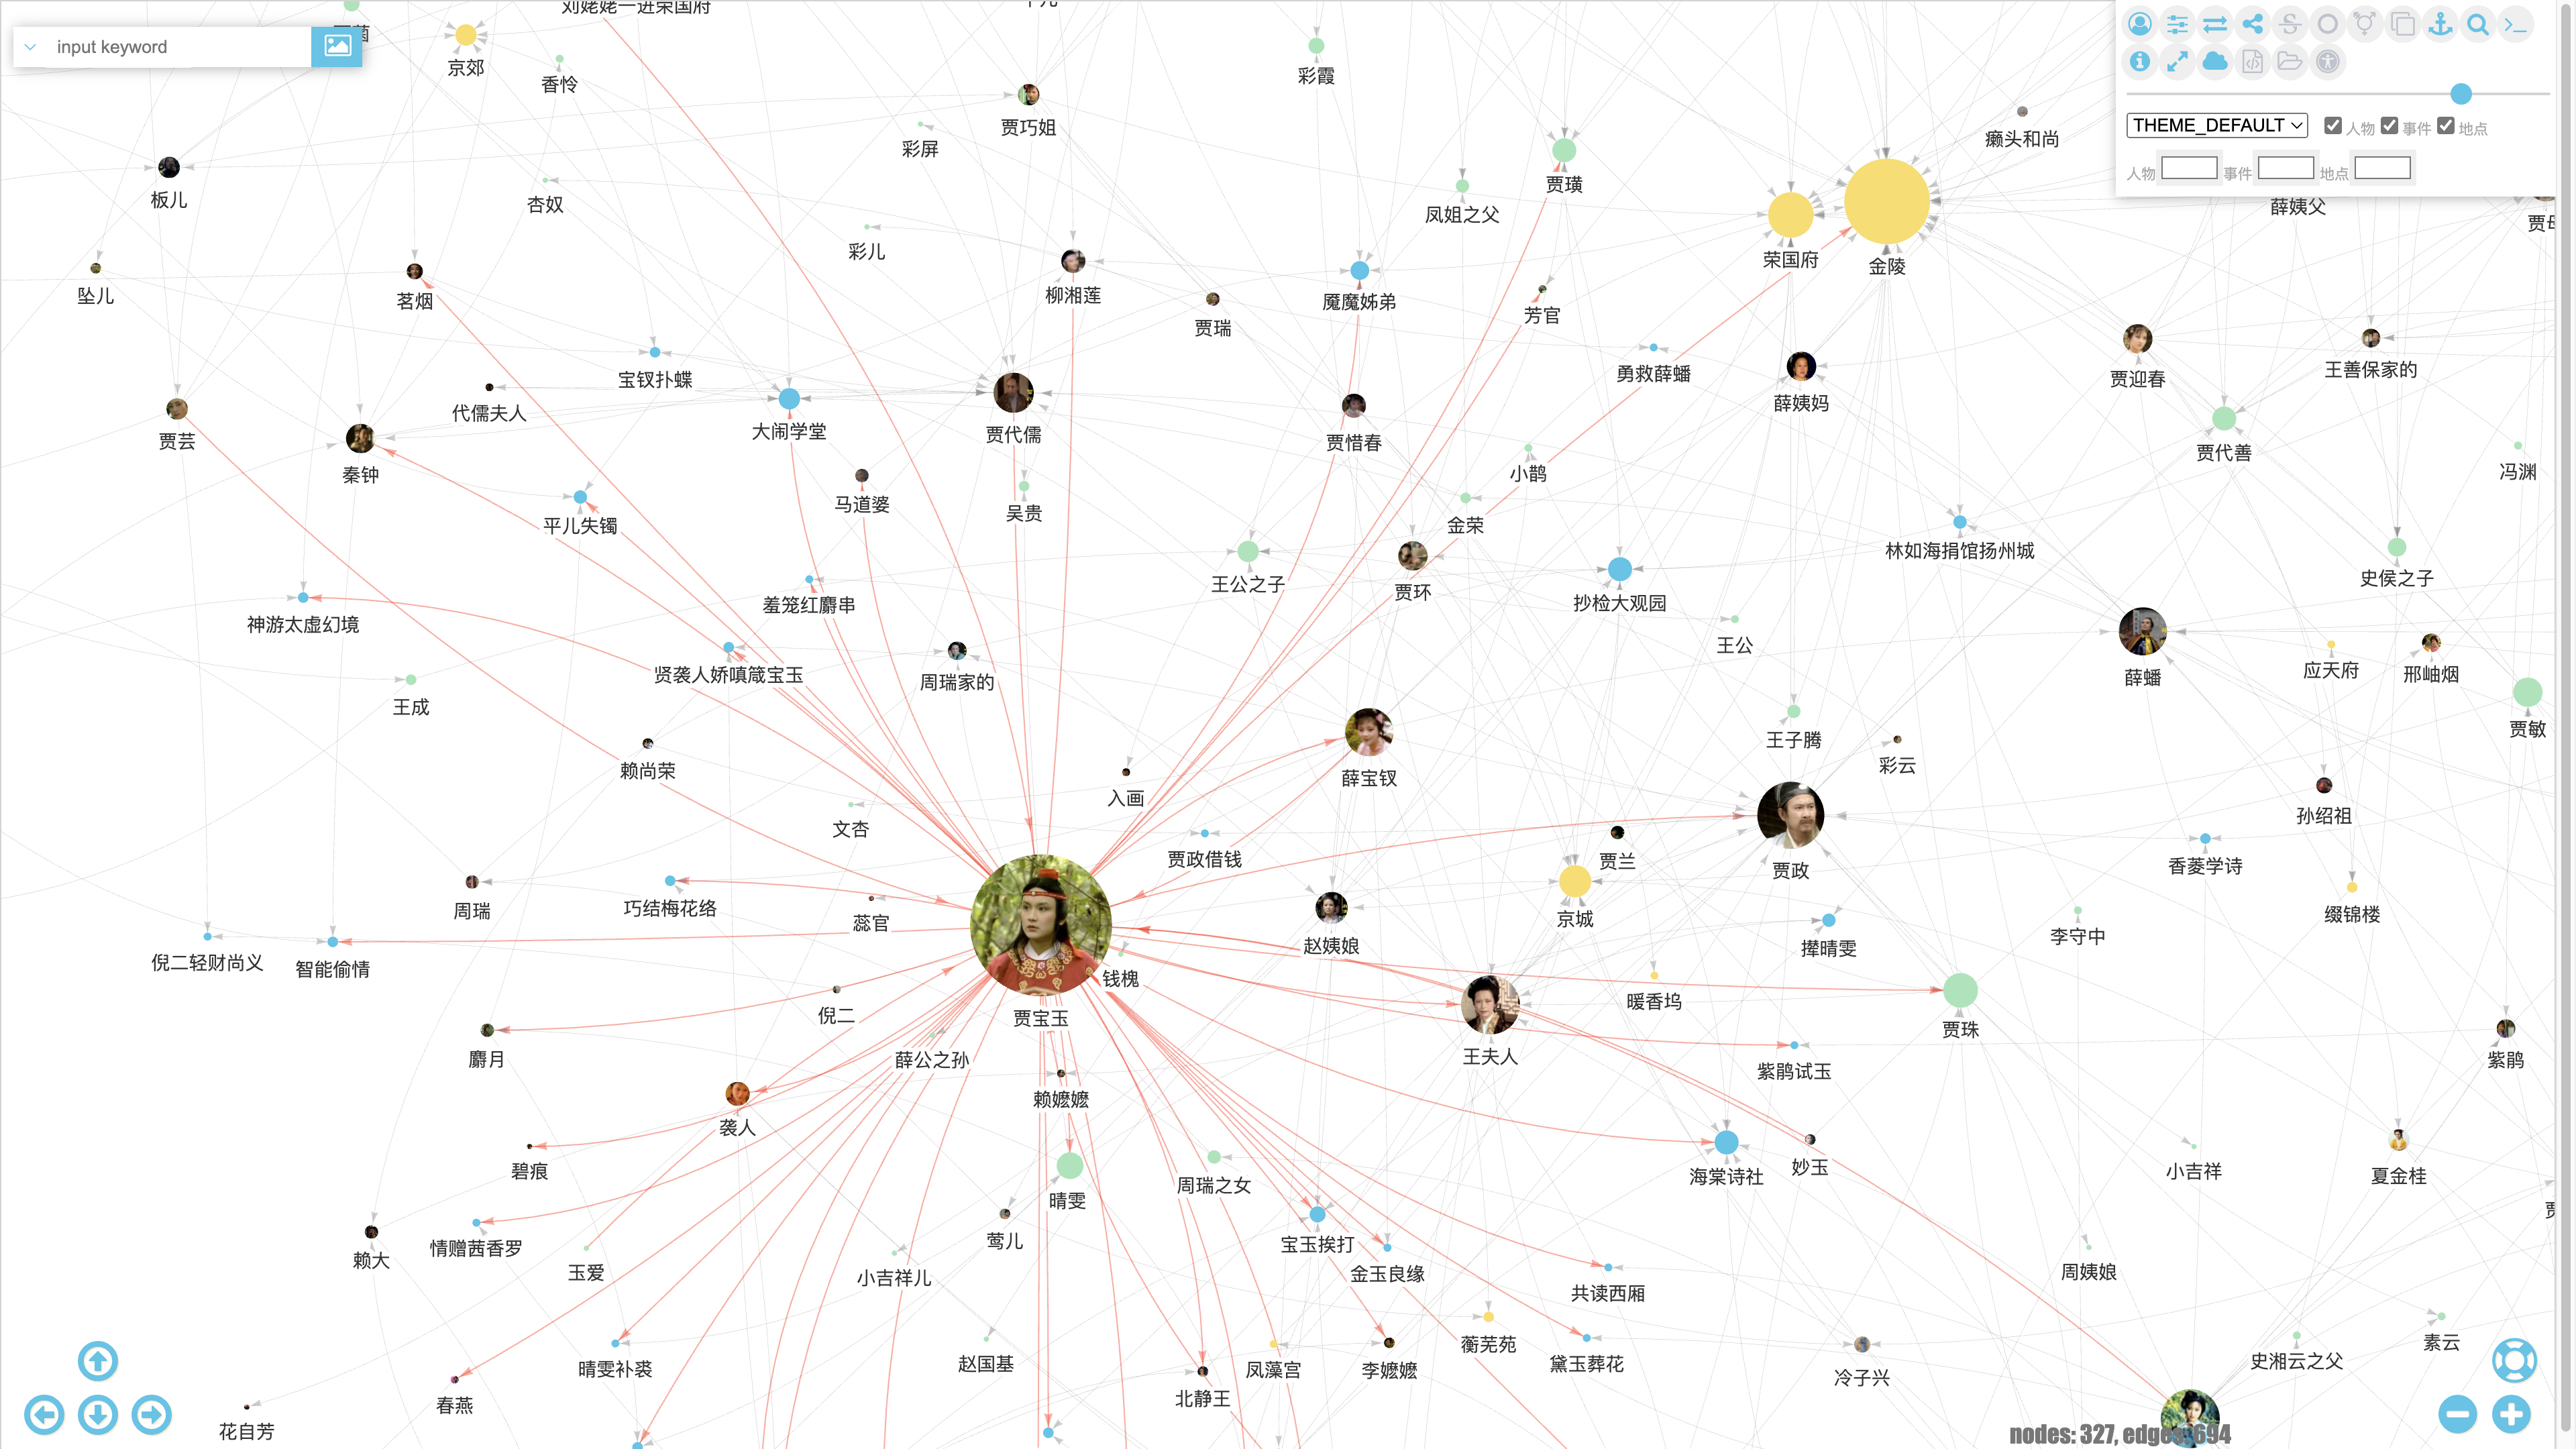 刘姥姥一进荣国府
input keyword
京郊
香怜
彩霞
THEME_DEFAULT
人物
事件
地点
人物
事件
地点
癞头和尚
贾巧姐
彩屏
板儿
杏奴
贾璜
凤姐之父
薛姨父
彩儿
荣国府
金陵
坠儿
茗烟
柳湘莲
魇魔姊弟
芳官
贾瑞
宝钗扑蝶
勇救薛蟠
贾迎春
王善保家的
代儒夫人
薛姨妈
贾芸
大闹学堂
贾代儒
贾惜春
贾代善
秦钟
小鹊
冯渊
马道婆
吴贵
平儿失镯
金荣
林如海捐馆扬州城
王公之子
贾环
史侯之子
羞笼红麝串
抄检大观园
神游太虚幻境
王公
贤袭人娇嗔箴宝玉
周瑞家的
薛蟠
应天府
邢岫烟
王成
贾敏
王子腾
赖尚荣
薛宝钗
彩云
入画
文杏
孙绍祖
贾政借钱
贾兰
贾政
香菱学诗
周瑞
巧结梅花络
蕊官
京城
缀锦楼
赵姨娘
李守中
撵晴雯
倪二轻财尚义
智能偷情
钱槐
暖香坞
倪二
贾宝玉
贾珠
麝月
薛公之孙
王夫人
紫鹃
紫鹃试玉
赖嬷嬷
袭人
妙玉
碧痕
海棠诗社
小吉祥
夏金桂
周瑞之女
晴雯
莺儿
情赠茜香罗
宝玉挨打
赖大
玉爱
小吉祥儿
金玉良缘
周姨娘
共读西厢
蘅芜苑
素云
赵国基
黛玉葬花
史湘云之父
晴雯补裘
凤藻宫
李嬷嬷
冷子兴
北静王
春燕
花自芳
nodes: 327, edges: 694